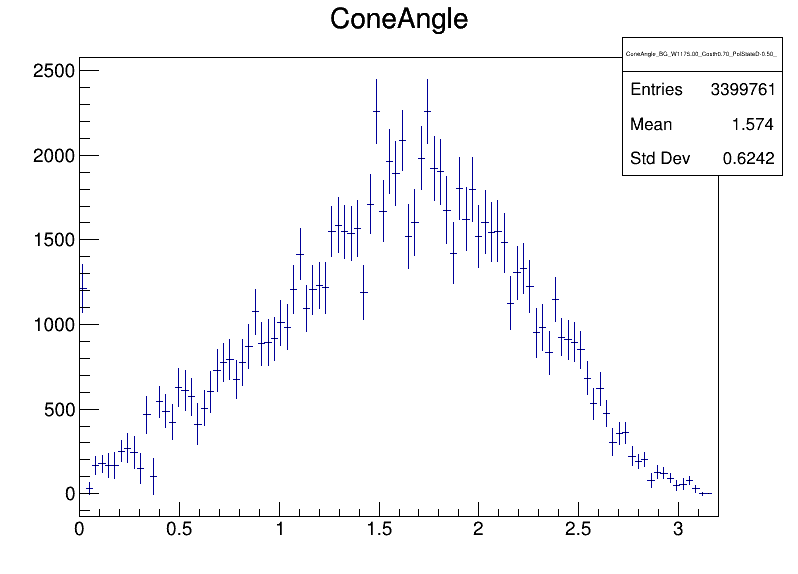 ConeAngle
ConeAngle_BG_W1175.00_Costh0.70_PolStateD-0.50_
Entries 3399761
Mean 1.574
Std Dev 0.6242
2500
2000
1500
1000
500
0
0 0.5 1 1.5 2 2.5 3